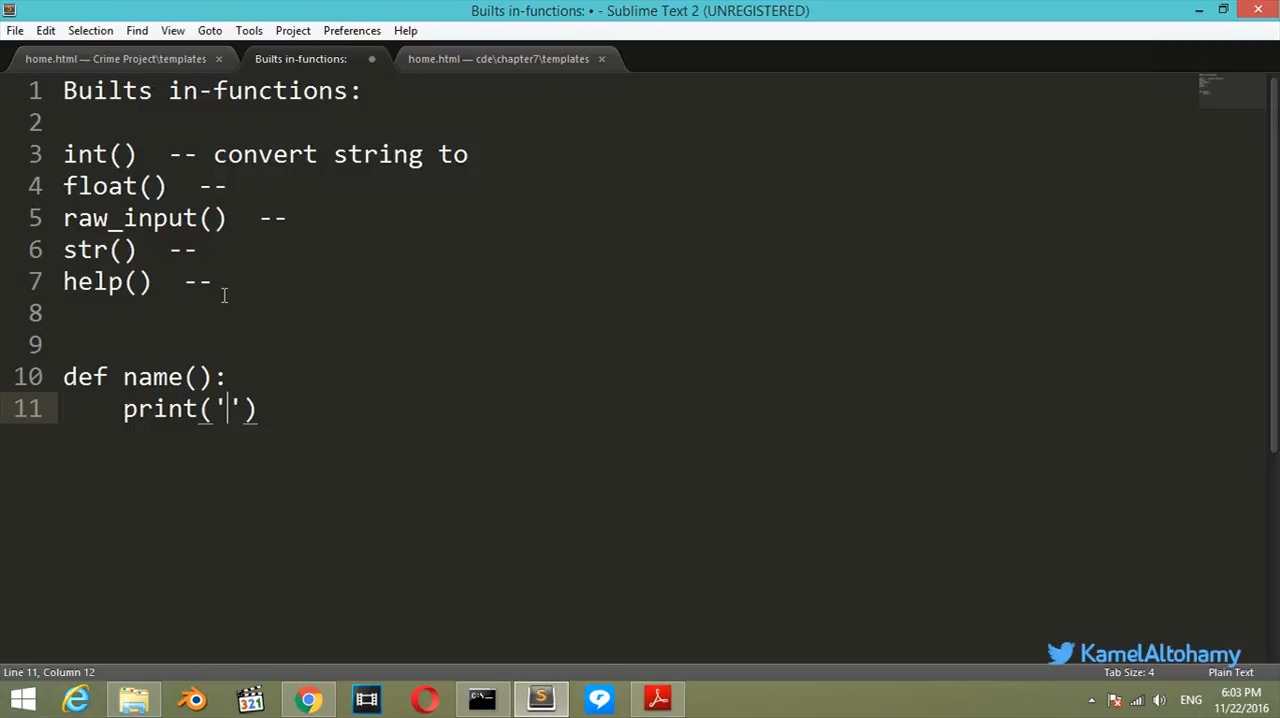 Builts in-functions: • - Sublime Text 2 (UNREGISTERED)
File Edit Selection Find View Goto Tools Project Preferences Help
home.html — Crime Project\templates × Builts in-functions: home.html — cde\chapter7\templates ×
1 Builts in-functions:
2
3 int()  -- convert string to
4 float()  --
5 raw_input()  --
6 str()  --
7 help()  --
8
9
10 def name():
11     print('')
KamelAltohamy
Line 11, Column 12 Tab Size: 4 Plain Text
321 ENG 6:03 PM
11/22/2016